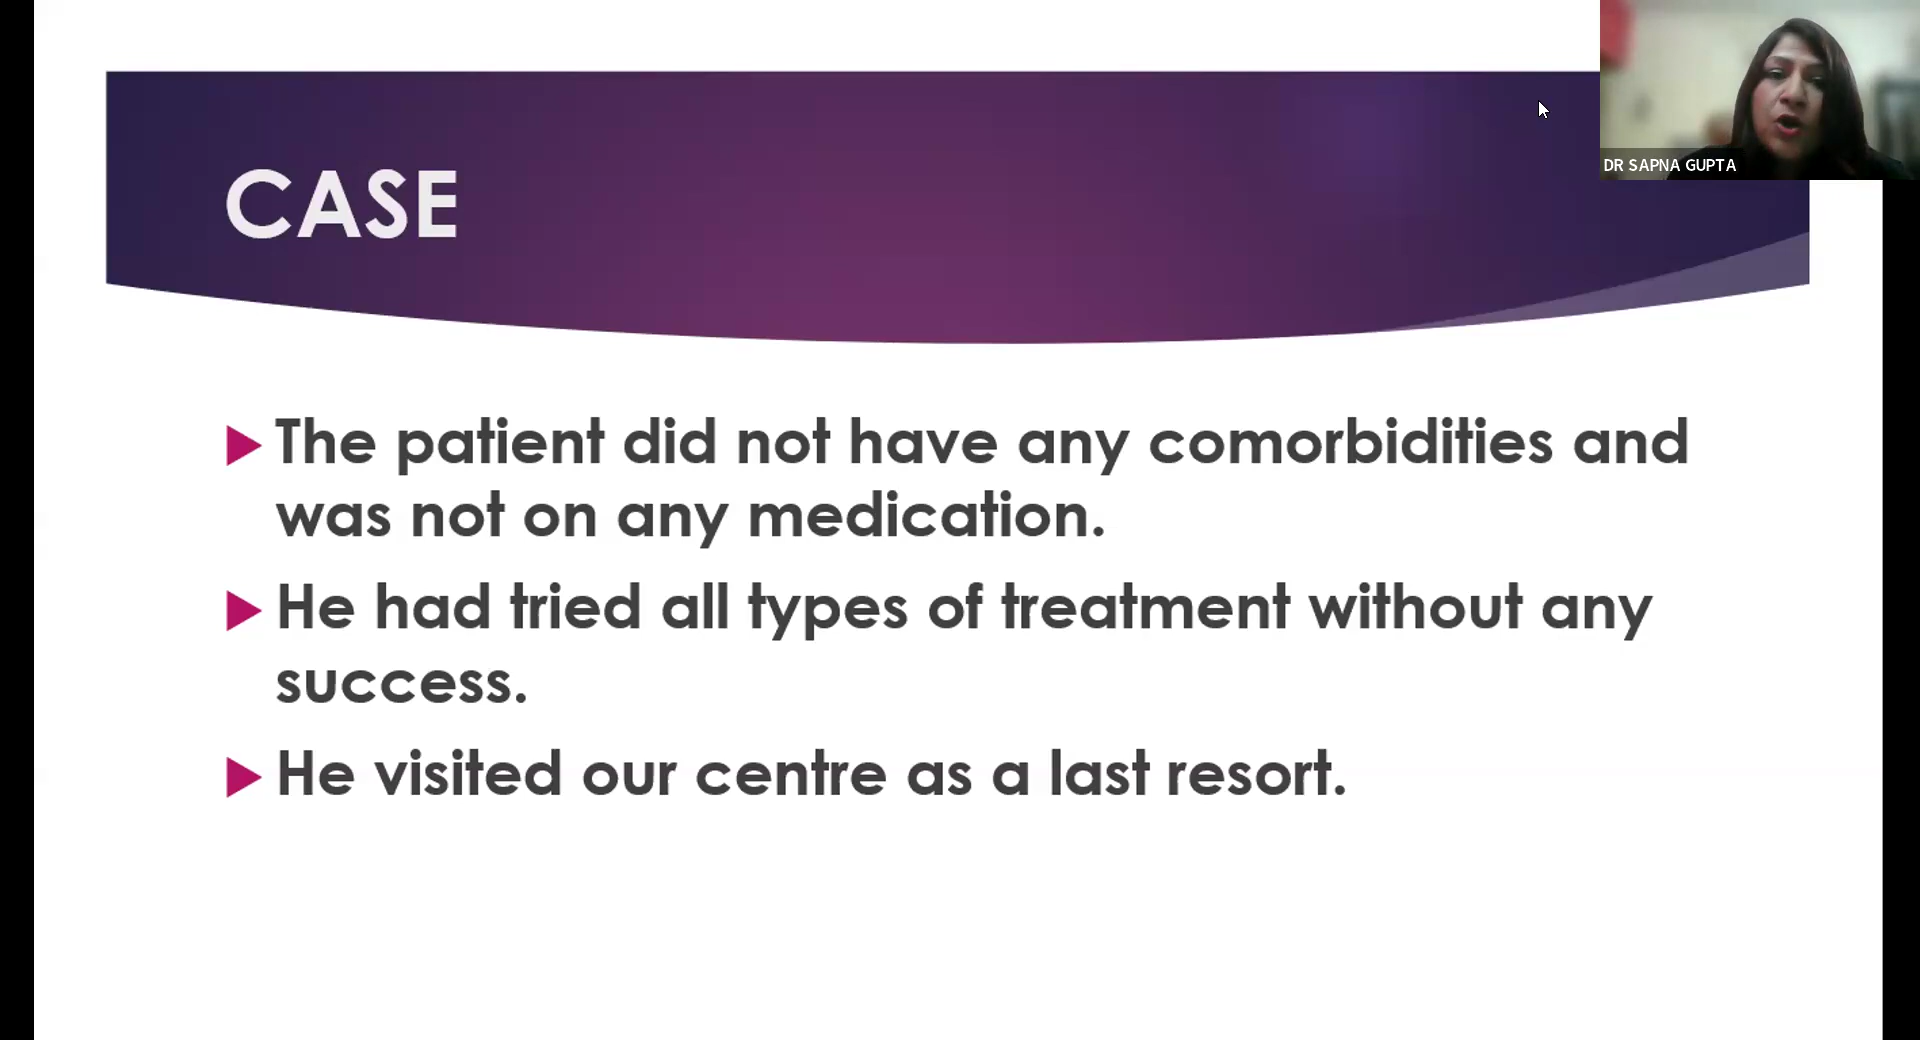 DR SAPNA GUPTA
CASE
The patient did not have any comorbidities and
was not on any medication.
He had tried all types of treatment without any
success.
He visited our centre as a last resort.